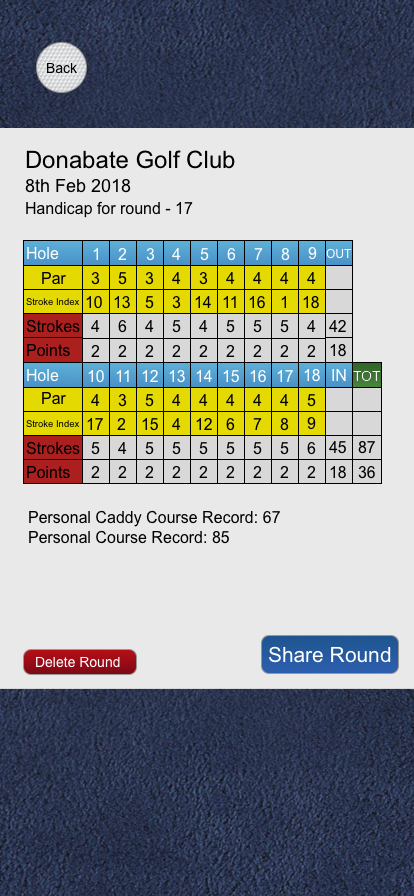 Back
Donabate Golf Club
8th Feb 2018
Handicap for round - 17
Hole 1 2 3 4 5 6 7 8 9 OUT
Par 3 5 3 4 3 4 4 4 4
Stroke Index 10 13 5 3 14 11 16 1 18
Strokes 4 6 4 5 4 5 5 5 4 42
Points 2 2 2 2 2 2 2 2 2 18
Hole 10 11 12 13 14 15 16 17 18 IN TOT
Par 4 3 5 4 4 4 4 4 5
Stroke Index 17 2 15 4 12 6 7 8 9
Strokes 5 4 5 5 5 5 5 5 6 45 87
Points 2 2 2 2 2 2 2 2 2 18 36
Personal Caddy Course Record: 67
Personal Course Record: 85
Delete Round
Share Round